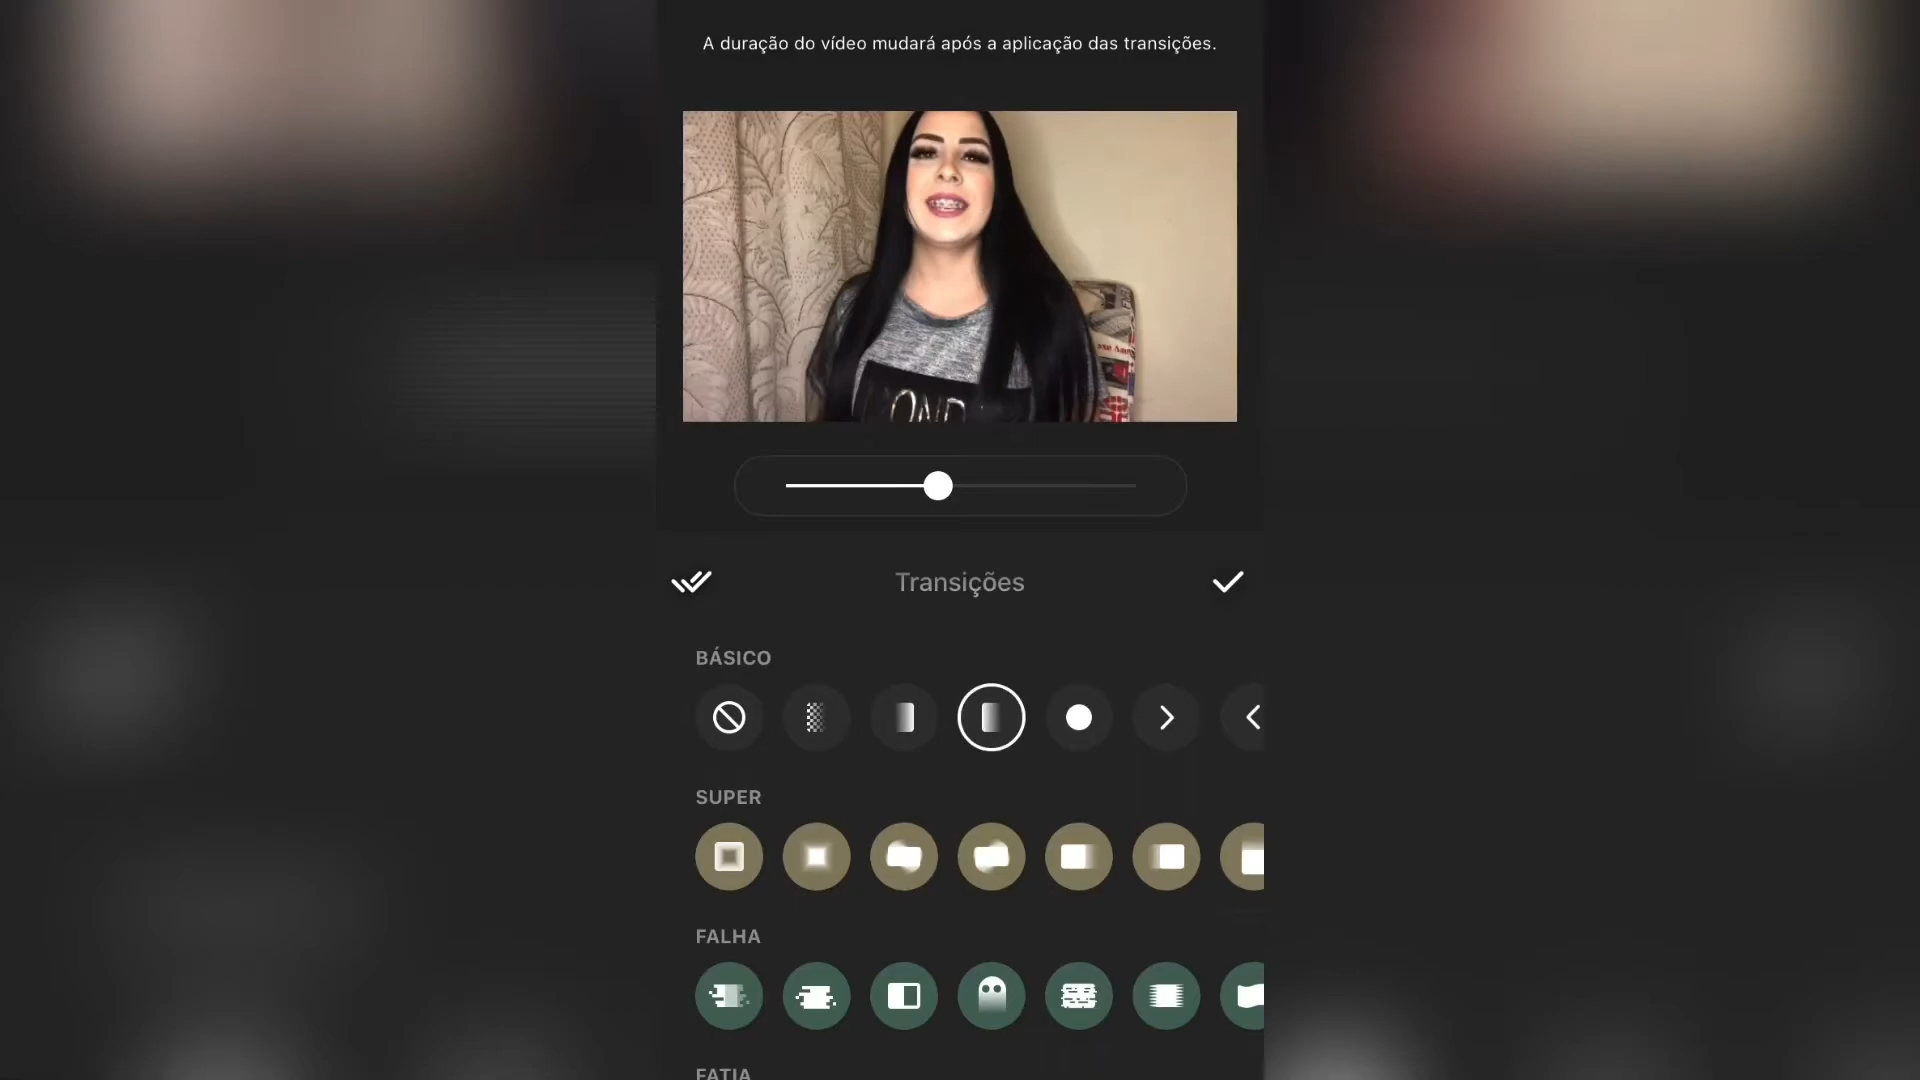 A duração do vídeo mudará após a aplicação das transições.
Transições
BÁSICO
SUPER
FALHA
FATIA